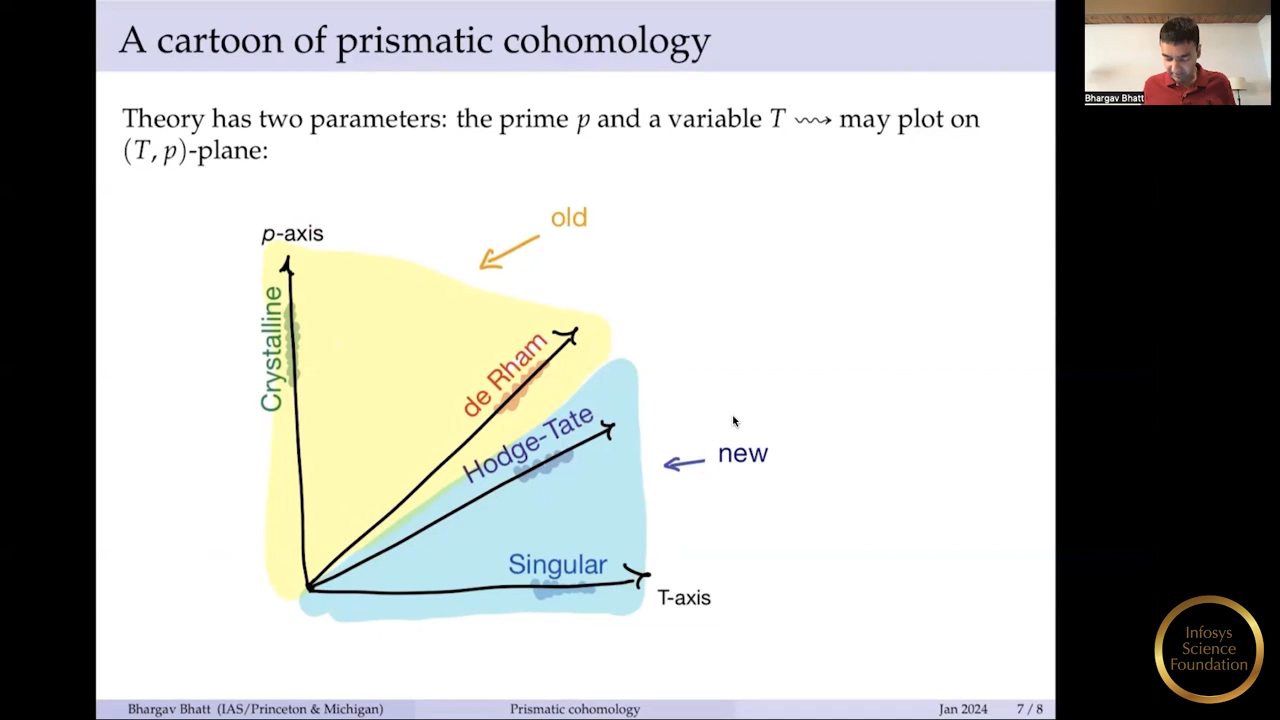 A cartoon of prismatic cohomology
Bhargav Bhatt
Theory has two parameters: the prime p and a variable T ⇝ may plot on
(T, p)-plane:
old
p-axis
Crystalline
de Rham
Hodge-Tate
new
Singular
T-axis
Infosys
Science
Foundation
Bhargav Bhatt (IAS/Princeton & Michigan)
Prismatic cohomology
Jan 2024
7 / 8